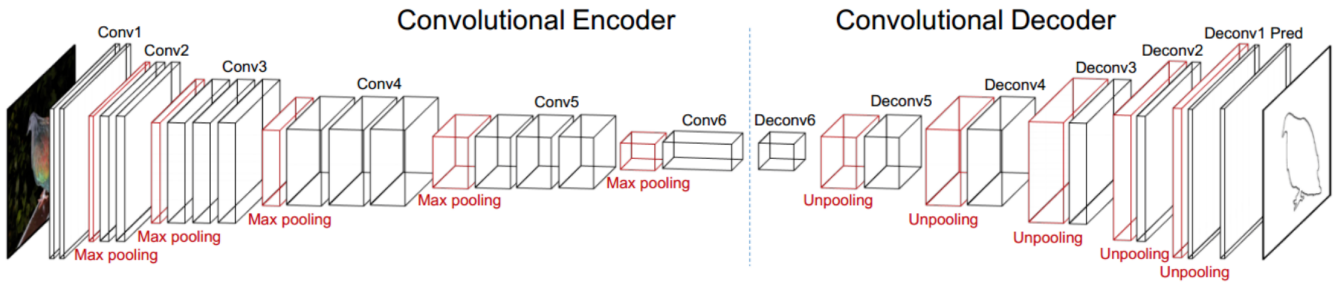 Convolutional Encoder
Convolutional Decoder
Conv1
Conv2
Conv3
Conv4
Conv5
Conv6
Deconv6
Deconv5
Deconv4
Deconv3
Deconv2
Deconv1 Pred
Max pooling
Max pooling
Max pooling
Max pooling
Max pooling
Unpooling
Unpooling
Unpooling
Unpooling
Unpooling